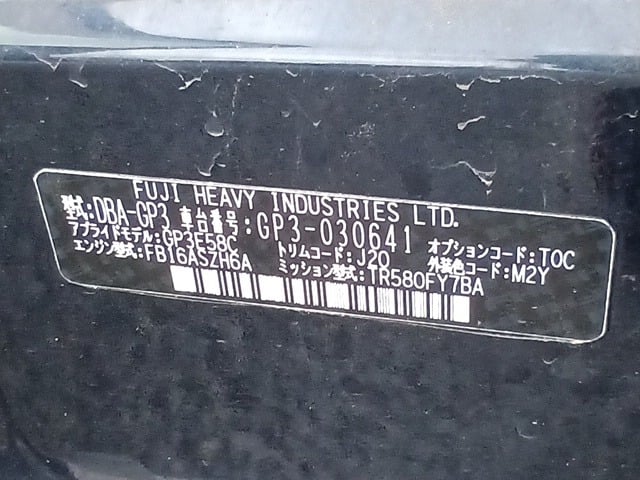 FUJI HEAVY INDUSTRIES LTD.
型式:DBA-GP3 車台番号:GP3-030641 オプションコード:TOC
アプライドモデル:GP3E58C トリムコード:J20 外装色コード:M2Y
エンジン型式:FB16ASZH6A ミッション型式:TR580FY7BA